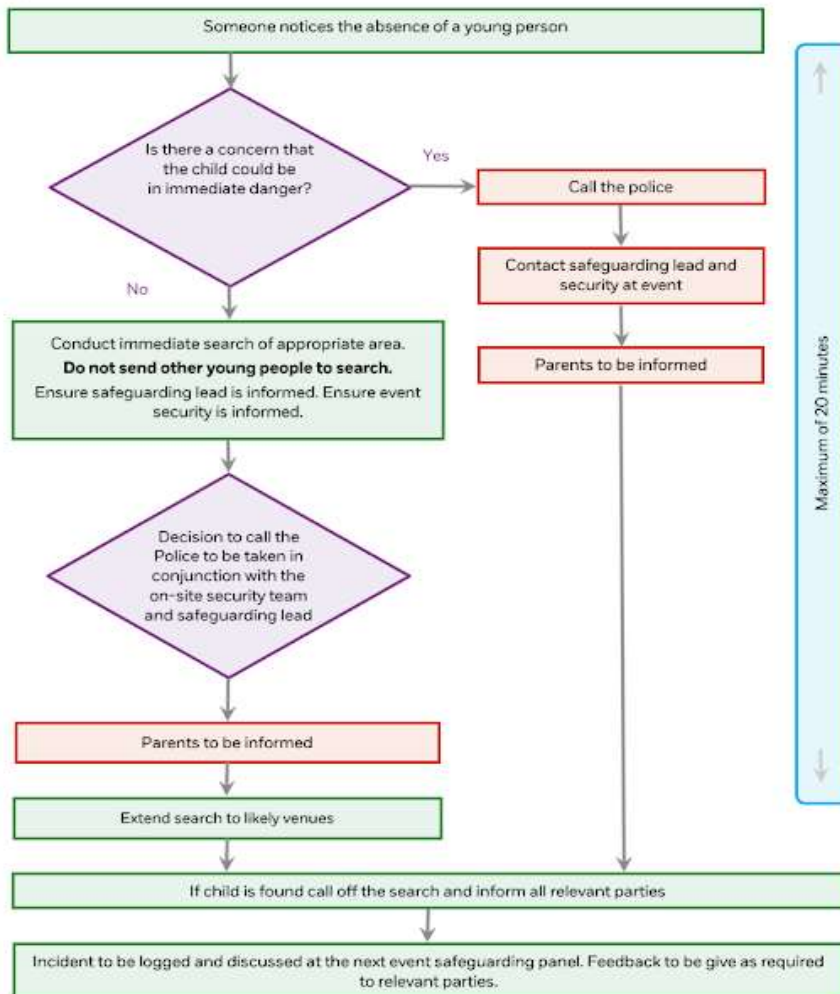 Someone notices the absence of a young person
Is there a concern that
the child could be
in immediate danger?
Yes
Call the police
Contact safeguarding lead and
security at event
Parents to be informed
No
Conduct immediate search of appropriate area.
Do not send other young people to search.
Ensure safeguarding lead is informed. Ensure event
security is informed.
Decision to call the
Police to be taken in
conjunction with the
on-site security team
and safeguarding lead
Parents to be informed
Extend search to likely venues
If child is found call off the search and inform all relevant parties
Incident to be logged and discussed at the next event safeguarding panel. Feedback to be give as required
to relevant parties.
Maximum of 20 minutes